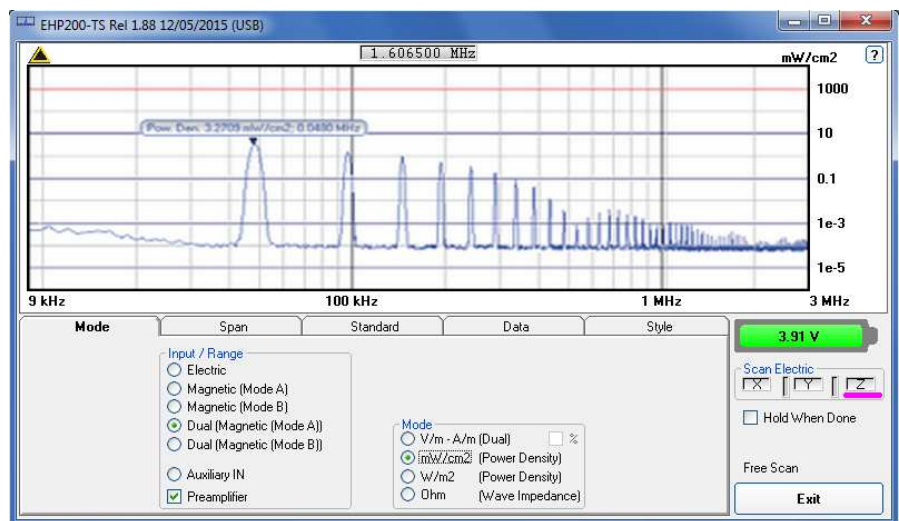 EHP200-TS Rel 1.88 12/05/2015 (USB)
1.606500 MHz
mW/cm2 ?
1000
Pow. Den. 3.2709 mW/cm2; 0.0480 MHz
10
0.1
1e-3
1e-5
9 kHz 100 kHz 1 MHz 3 MHz
Mode Span Standard Data Style
3.91 V
Input / Range
Electric
Magnetic (Mode A)
Magnetic (Mode B)
Dual (Magnetic (Mode A))
Dual (Magnetic (Mode B))
Auxiliary IN
Preamplifier
Mode
V/m - A/m (Dual) %
mW/cm2 (Power Density)
W/m2 (Power Density)
Ohm (Wave Impedance)
Scan Electric
X Y Z
Hold When Done
Free Scan
Exit